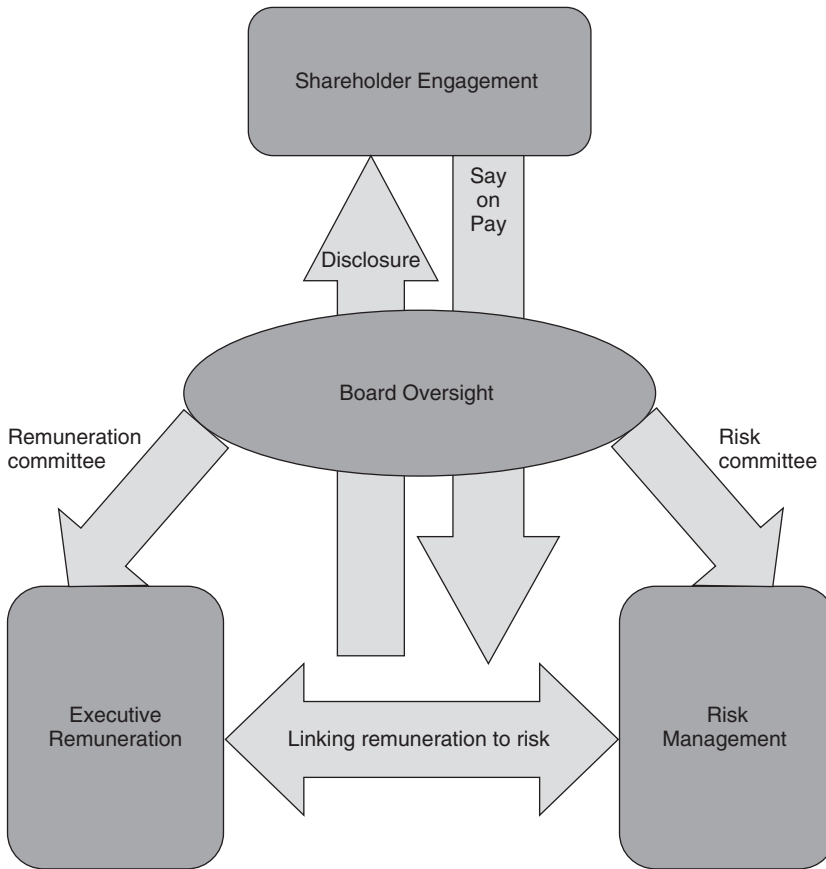 Shareholder Engagement
Say
on
Pay
Disclosure
Board Oversight
Remuneration
committee
Risk
committee
Executive
Remuneration
Linking remuneration to risk
Risk
Management